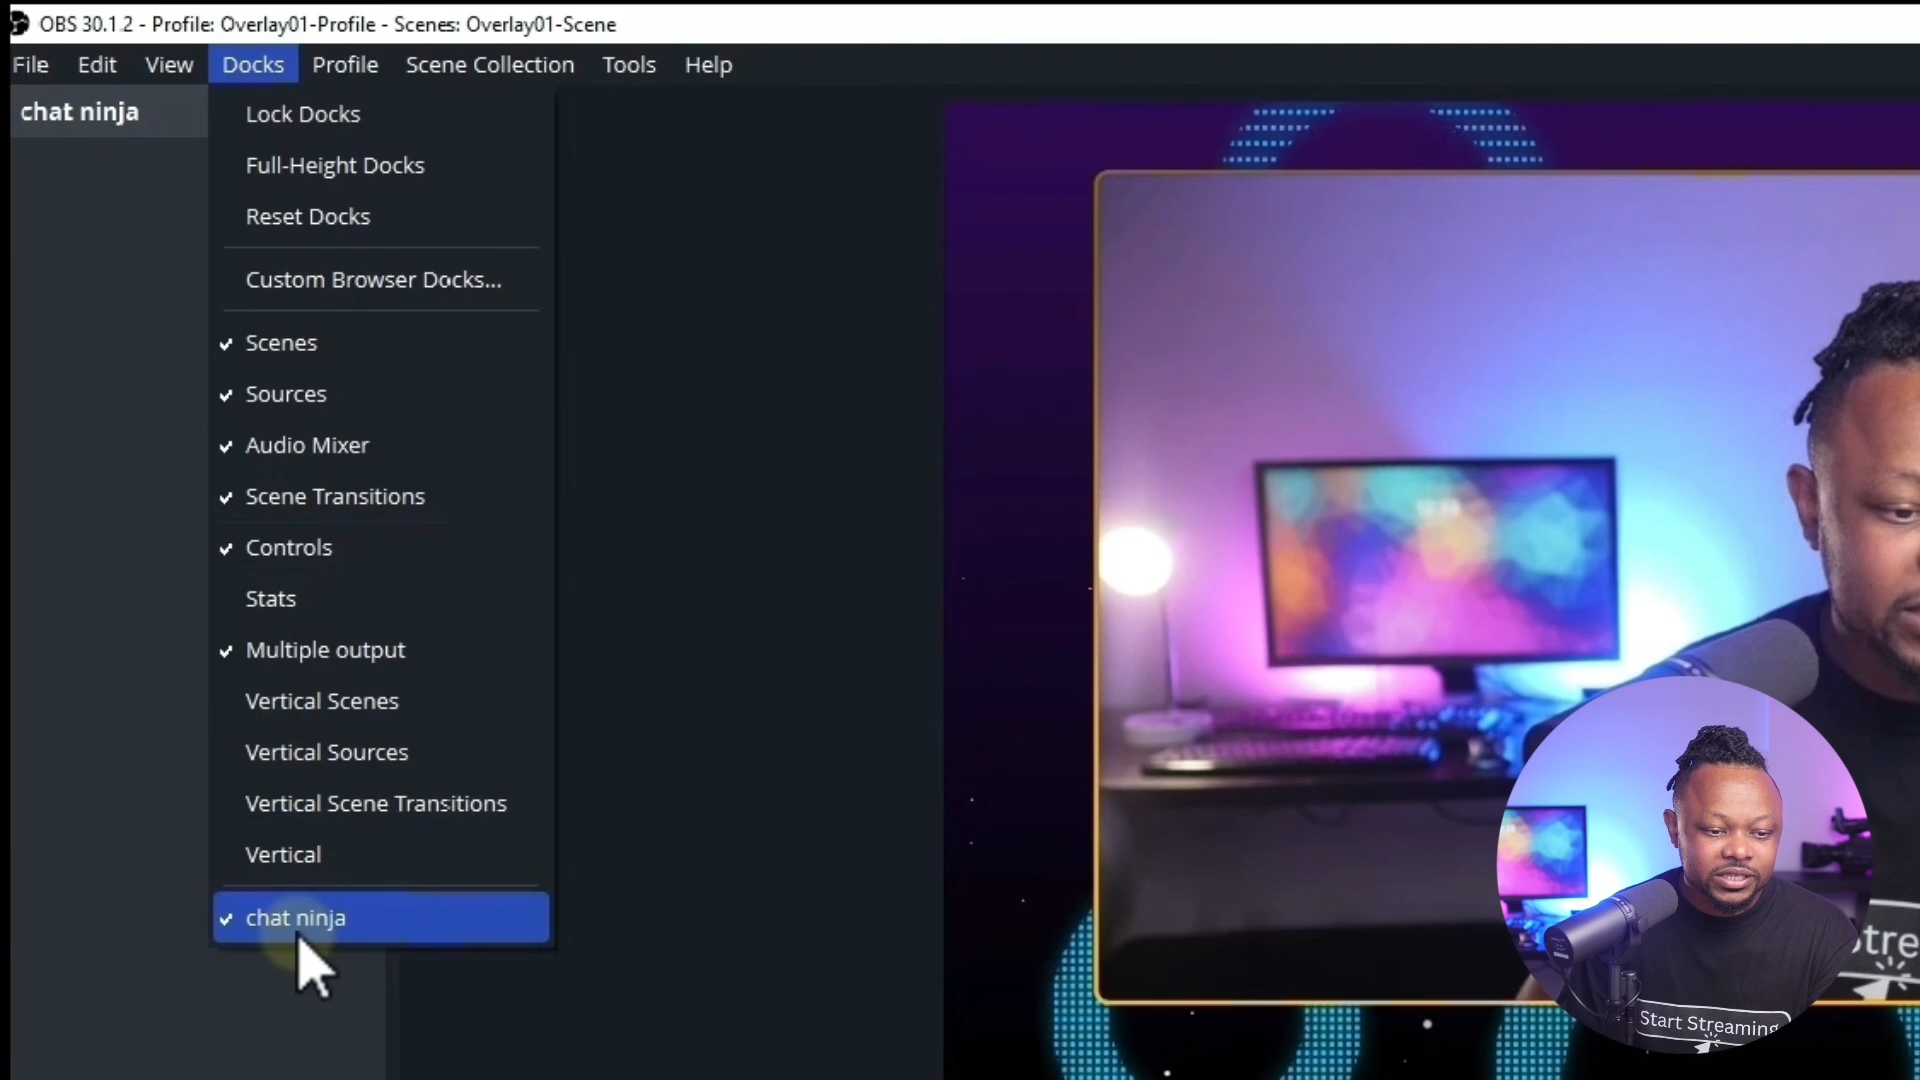 OBS 30.1.2 - Profile: Overlay01-Profile - Scenes: Overlay01-Scene
File Edit View Docks Profile Scene Collection Tools Help
chat ninja
Lock Docks
Full-Height Docks
Reset Docks
Custom Browser Docks...
Scenes
Sources
Audio Mixer
Scene Transitions
Controls
Stats
Multiple output
Vertical Scenes
Vertical Sources
Vertical Scene Transitions
Vertical
chat ninja
Stre
Start Streaming